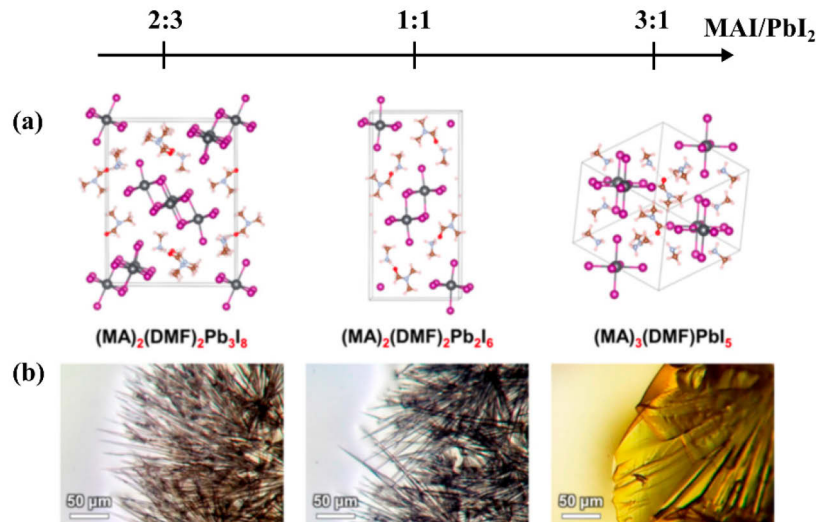 2:3 1:1 3:1 MAI/PbI₂
(a)
(MA)₂(DMF)₂Pb₃I₈ (MA)₂(DMF)₂Pb₂I₆ (MA)₃(DMF)PbI₅
(b)
50 µm 50 µm 50 µm